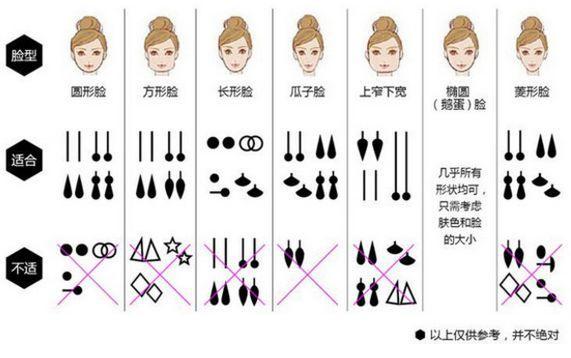 脸型
圆形脸
方形脸
长形脸
瓜子脸
上窄下宽
椭圆
（鹅蛋）脸
菱形脸
适合
几乎所有
形状均可，
只需考虑
肤色和脸
的大小
不适
以上仅供参考，并不绝对